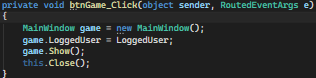 private void btnGame_Click(object sender, RoutedEventArgs e)
{
MainWindow game = new MainWindow();
game.LoggedUser = LoggedUser;
game.Show();
this.Close();
}